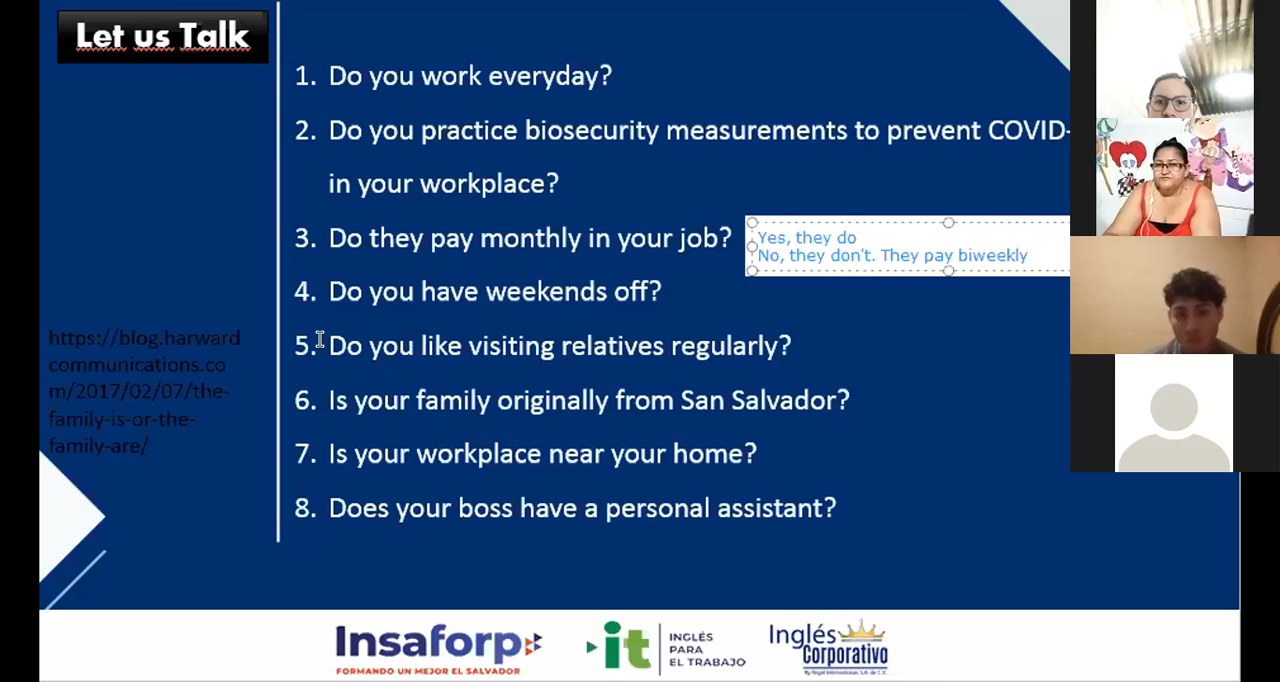 Let us Talk
1. Do you work everyday?
2. Do you practice biosecurity measurements to prevent COVID-
in your workplace?
3. Do they pay monthly in your job?
Yes, they do
No, they don't. They pay biweekly
4. Do you have weekends off?
5. Do you like visiting relatives regularly?
6. Is your family originally from San Salvador?
7. Is your workplace near your home?
8. Does your boss have a personal assistant?
https://blog.harward
communications.co
m/2017/02/07/the-
family-is-or-the-
family-are/
Insaforp
FORMANDO UN MEJOR EL SALVADOR
it
INGLÉS
PARA
EL TRABAJO
Inglés
Corporativo